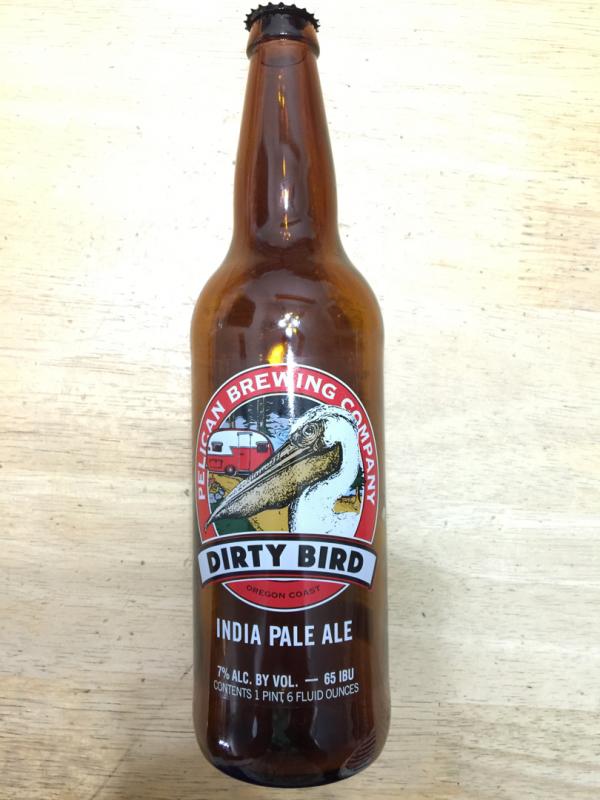 PELICAN BREWING COMPANY
DIRTY BIRD
OREGON COAST
INDIA PALE ALE
7% ALC. BY VOL. — 65 IBU
CONTENTS 1 PINT, 6 FLUID OUNCES